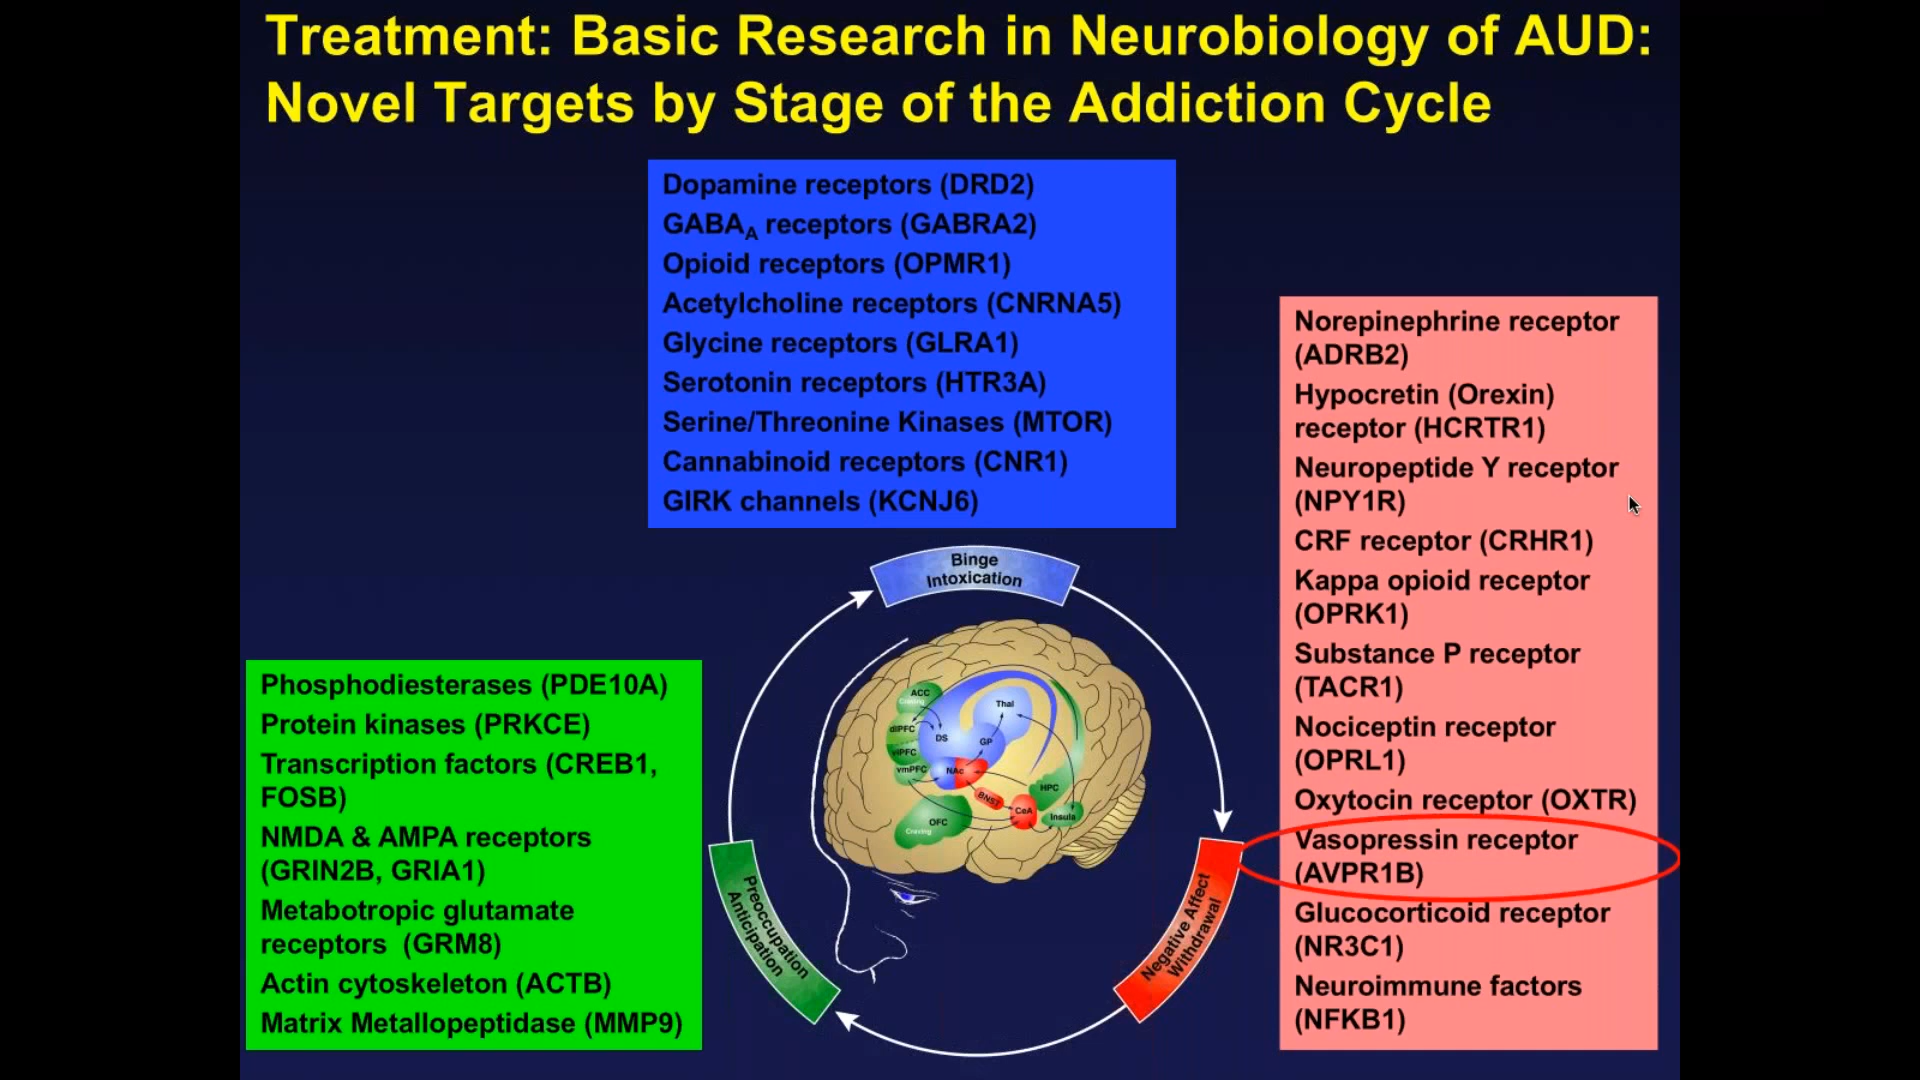 Treatment: Basic Research in Neurobiology of AUD:
Novel Targets by Stage of the Addiction Cycle
Dopamine receptors (DRD2)
GABAA receptors (GABRA2)
Opioid receptors (OPMR1)
Acetylcholine receptors (CNRNA5)
Glycine receptors (GLRA1)
Serotonin receptors (HTR3A)
Serine/Threonine Kinases (MTOR)
Cannabinoid receptors (CNR1)
GIRK channels (KCNJ6)
Norepinephrine receptor
(ADRB2)
Hypocretin (Orexin)
receptor (HCRTR1)
Neuropeptide Y receptor
(NPY1R)
CRF receptor (CRHR1)
Kappa opioid receptor
(OPRK1)
Substance P receptor
(TACR1)
Nociceptin receptor
(OPRL1)
Oxytocin receptor (OXTR)
Vasopressin receptor
(AVPR1B)
Glucocorticoid receptor
(NR3C1)
Neuroimmune factors
(NFKB1)
Phosphodiesterases (PDE10A)
Protein kinases (PRKCE)
Transcription factors (CREB1,
FOSB)
NMDA & AMPA receptors
(GRIN2B, GRIA1)
Metabotropic glutamate
receptors (GRM8)
Actin cytoskeleton (ACTB)
Matrix Metallopeptidase (MMP9)
Binge
Intoxication
Negative Affect
Withdrawal
Preoccupation
Anticipation
ACC
Craving
dlPFC
vlPFC
vmPFC
DS
GP
Thal
NAc
BNST
CeA
HPC
Insula
OFC
Craving